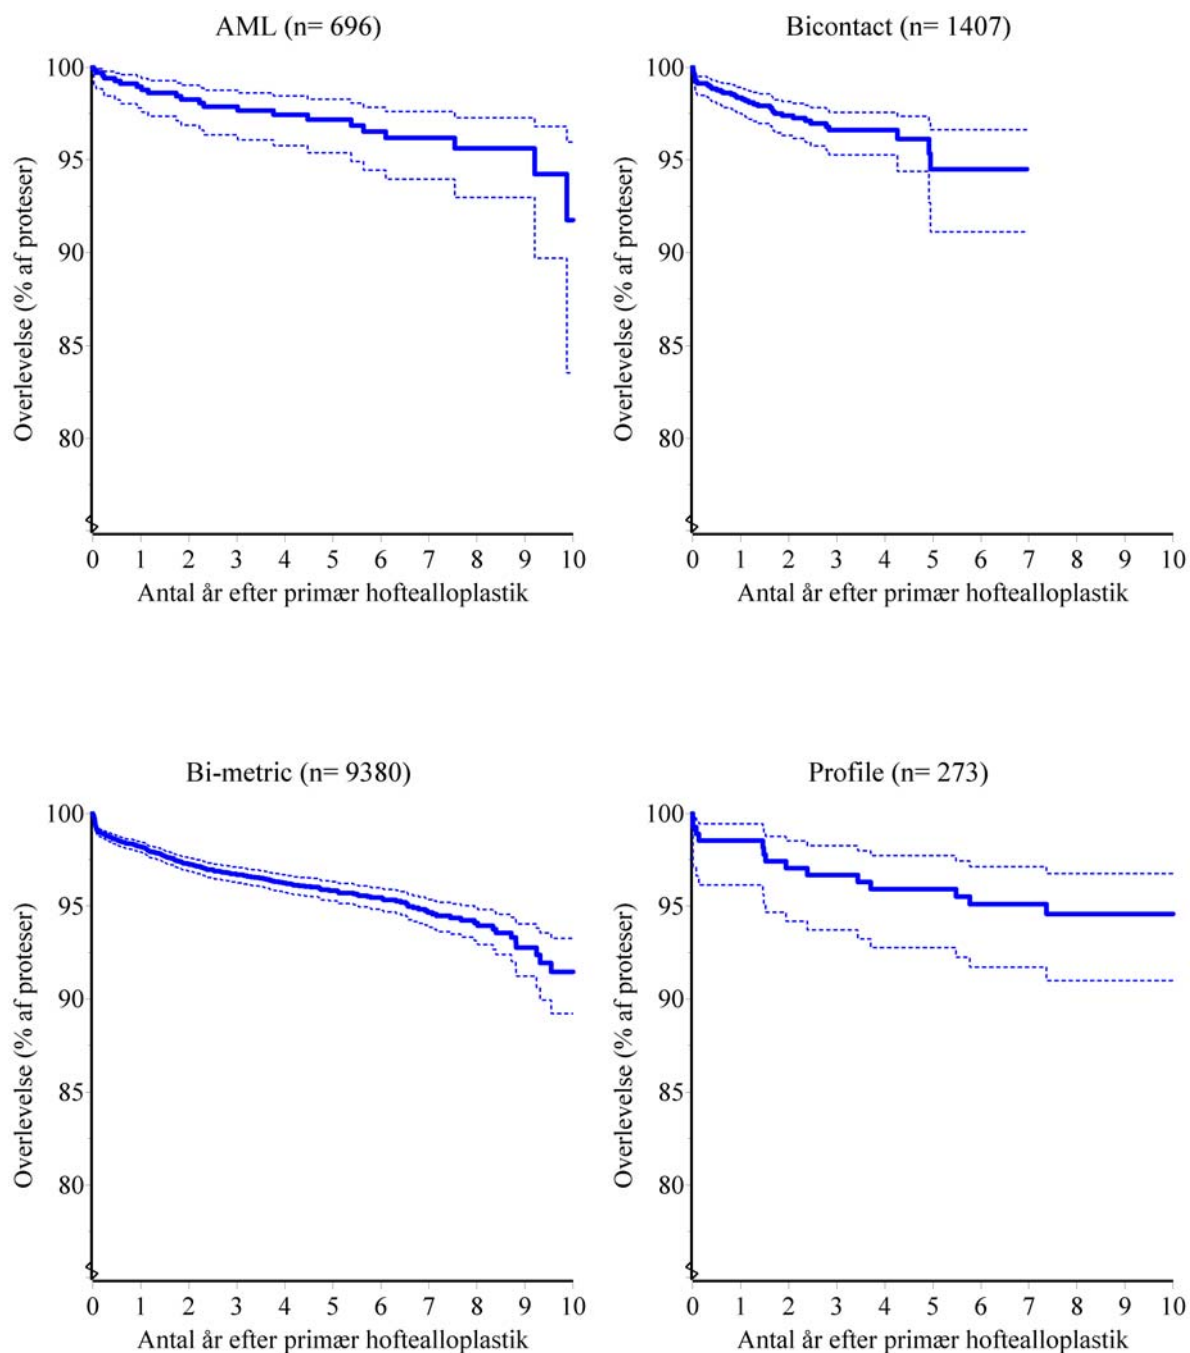 AML (n= 696)
100
95
90
85
80
Overlevelse (% af proteser)
0 1 2 3 4 5 6 7 8 9 10
Antal år efter primær hoftealloplastik
Bicontact (n= 1407)
100
95
90
85
80
Overlevelse (% af proteser)
0 1 2 3 4 5 6 7 8 9 10
Antal år efter primær hoftealloplastik
Bi-metric (n= 9380)
100
95
90
85
80
Overlevelse (% af proteser)
0 1 2 3 4 5 6 7 8 9 10
Antal år efter primær hoftealloplastik
Profile (n= 273)
100
95
90
85
80
Overlevelse (% af proteser)
0 1 2 3 4 5 6 7 8 9 10
Antal år efter primær hoftealloplastik